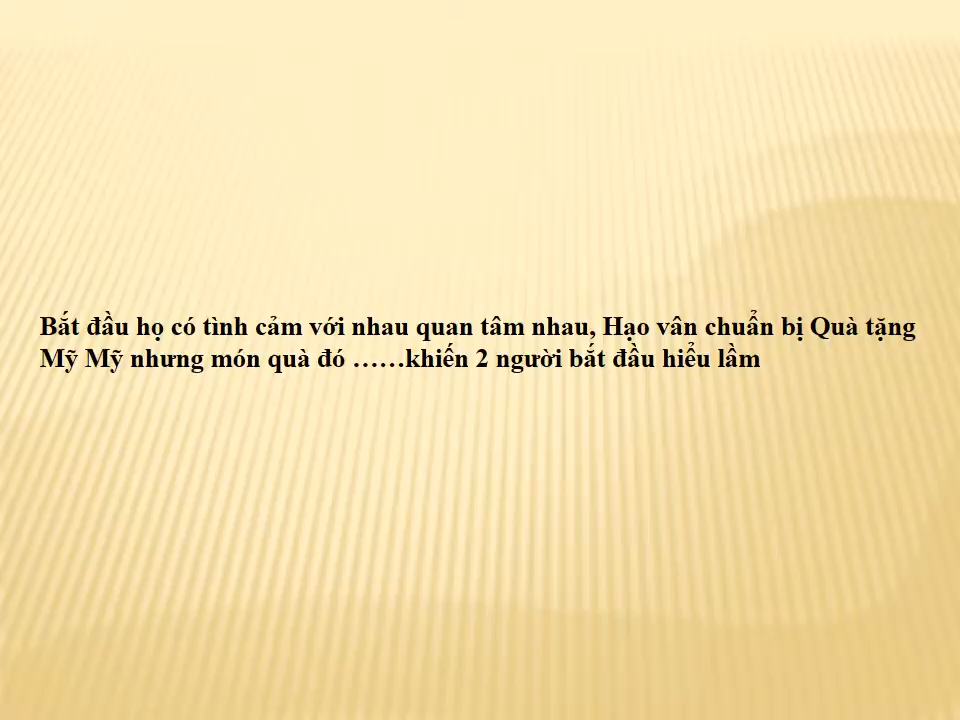 Bắt đầu họ có tình cảm với nhau quan tâm nhau, Hạo vân chuẩn bị Quà tặng
Mỹ Mỹ nhưng món quà đó ……khiến 2 người bắt đầu hiểu lầm